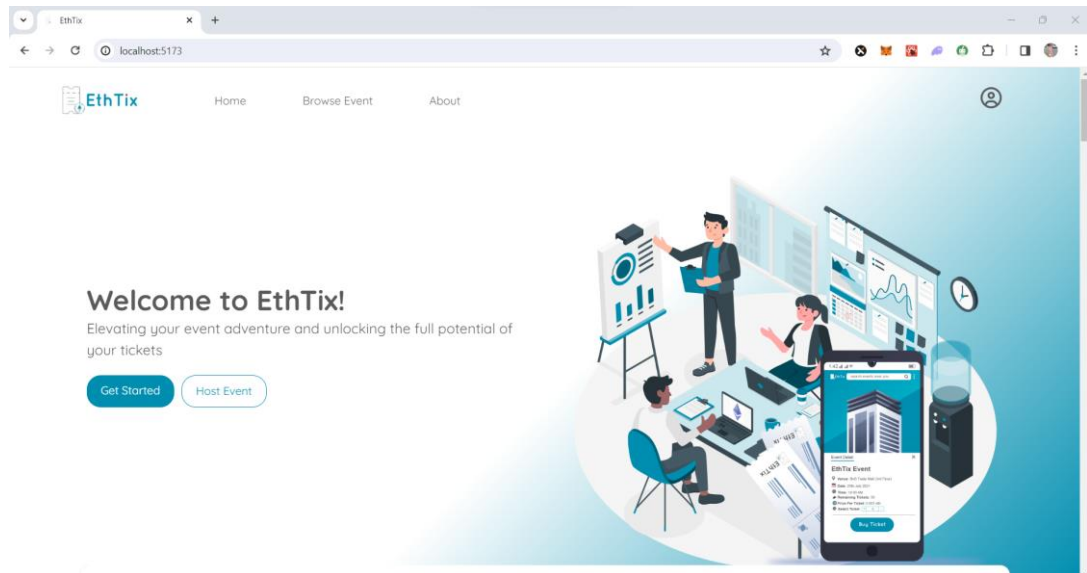 EthTix
localhost:5173
EthTix
Home
Browse Event
About
Welcome to EthTix!
Elevating your event adventure and unlocking the full potential of
your tickets
Get Started
Host Event
EthTix Event
Buy Ticket